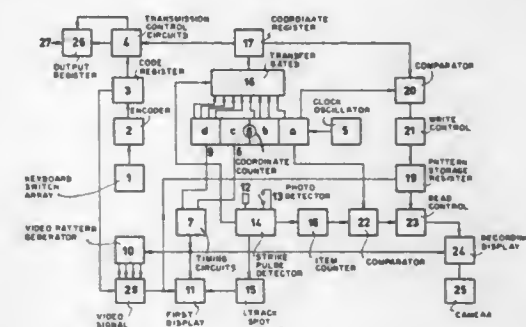 TRANSMISSION
CONTROL
CIRCUITS
COORDINATE
REGISTER
27
26
4
17
OUTPUT
REGISTER
CODE
REGISTER
TRANSFER
GATES
16
COMPARATOR
3
20
ENCODER
CLOCK
OSCILLATOR
2
d
c
6
b
a
5
21
WRITE
CONTROL
9
8
COORDINATE
COUNTER
PATTERN
STORAGE
REGISTER
1
19
KEYBOARD
SWITCH
ARRAY
PHOTO
DETECTOR
12
13
READ
CONTROL
VIDEO PATTERN
GENERATOR
7
14
18
22
23
10
24
TIMING
CIRCUITS
STRIKE
PULSE
DETECTOR
ITEM
COUNTER
COMPARATOR
RECORDING
DISPLAY
28
11
15
25
VIDEO
SIGNAL
FIRST
DISPLAY
LTRACK
SPOT
CAMERA